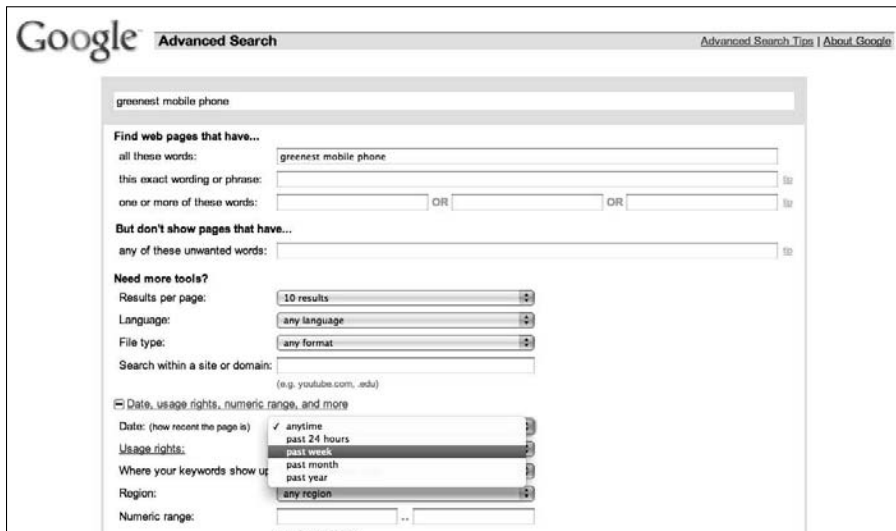 Google Advanced Search Advanced Search Tips | About Google
greenest mobile phone
Find web pages that have...
all these words: greenest mobile phone
this exact wording or phrase: tip
one or more of these words: OR OR tip
But don't show pages that have...
any of these unwanted words: tip
Need more tools?
Results per page: 10 results
Language: any language
File type: any format
Search within a site or domain:
(e.g. youtube.com, .edu)
Date, usage rights, numeric range, and more
Date: (how recent the page is) ✓ anytime
past 24 hours
Usage rights: past week
Where your keywords show up past month
past year
Region: any region
Numeric range: ..